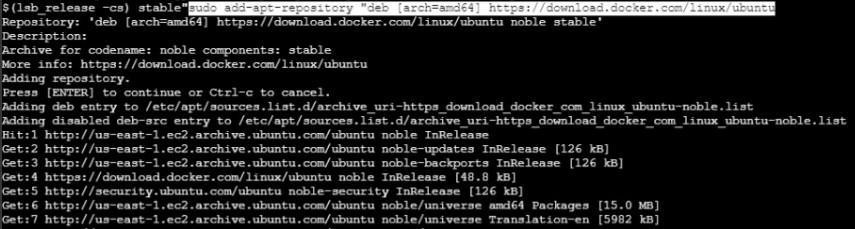 $(lsb_release -cs) stable"sudo add-apt-repository "deb [arch=amd64] https://download.docker.com/linux/ubuntu
Repository: 'deb [arch=amd64] https://download.docker.com/linux/ubuntu noble stable'
Description:
Archive for codename: noble components: stable
More info: https://download.docker.com/linux/ubuntu
Adding repository.
Press [ENTER] to continue or Ctrl-c to cancel.
Adding deb entry to /etc/apt/sources.list.d/archive_uri-https_download_docker_com_linux_ubuntu-noble.list
Adding disabled deb-src entry to /etc/apt/sources.list.d/archive_uri-https_download_docker_com_linux_ubuntu-noble.list
Hit:1 http://us-east-1.ec2.archive.ubuntu.com/ubuntu noble InRelease
Get:2 http://us-east-1.ec2.archive.ubuntu.com/ubuntu noble-updates InRelease [126 kB]
Get:3 http://us-east-1.ec2.archive.ubuntu.com/ubuntu noble-backports InRelease [126 kB]
Get:4 https://download.docker.com/linux/ubuntu noble InRelease [48.8 kB]
Get:5 http://security.ubuntu.com/ubuntu noble-security InRelease [126 kB]
Get:6 http://us-east-1.ec2.archive.ubuntu.com/ubuntu noble/universe amd64 Packages [15.0 MB]
Get:7 http://us-east-1.ec2.archive.ubuntu.com/ubuntu noble/universe Translation-en [5982 kB]